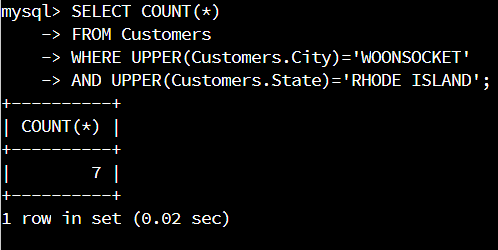 mysql> SELECT COUNT(*)
    -> FROM Customers
    -> WHERE UPPER(Customers.City)='WOONSOCKET'
    -> AND UPPER(Customers.State)='RHODE ISLAND';
+----------+
| COUNT(*) |
+----------+
|        7 |
+----------+
1 row in set (0.02 sec)